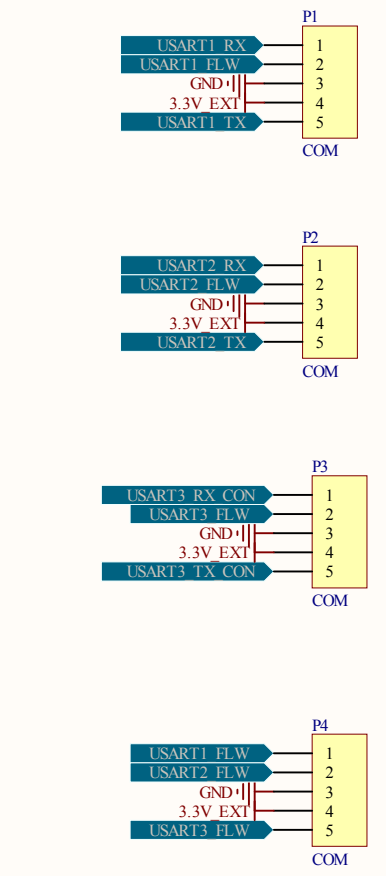 P1
USART1_RX 1
USART1_FLW 2
GND 3
3.3V_EXT 4
USART1_TX 5
COM
P2
USART2_RX 1
USART2_FLW 2
GND 3
3.3V_EXT 4
USART2_TX 5
COM
P3
USART3_RX_CON 1
USART3_FLW 2
GND 3
3.3V_EXT 4
USART3_TX_CON 5
COM
P4
USART1_FLW 1
USART2_FLW 2
GND 3
3.3V_EXT 4
USART3_FLW 5
COM